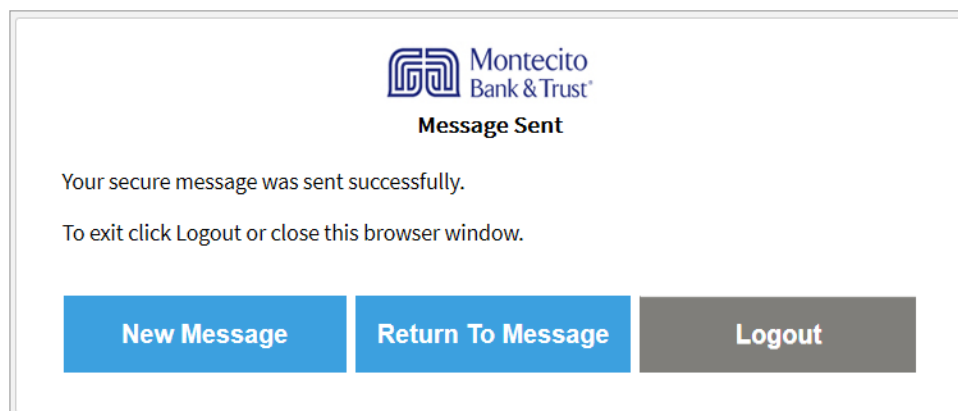 Montecito
Bank & Trust®
Message Sent
Your secure message was sent successfully.
To exit click Logout or close this browser window.
New Message Return To Message Logout